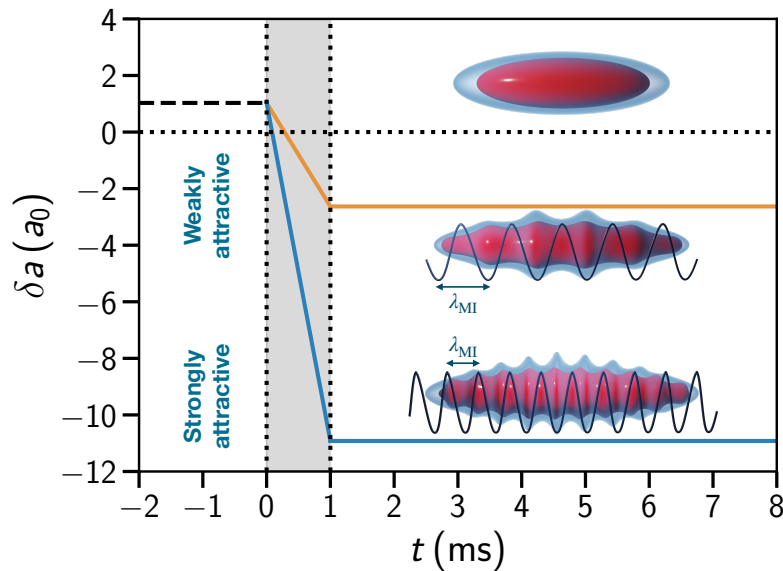 4
2
0
−2
−4
−6
−8
−10
−12
δa (a₀)
Weakly
attractive
Strongly
attractive
λMI
λMI
−2 −1 0 1 2 3 4 5 6 7 8
t (ms)